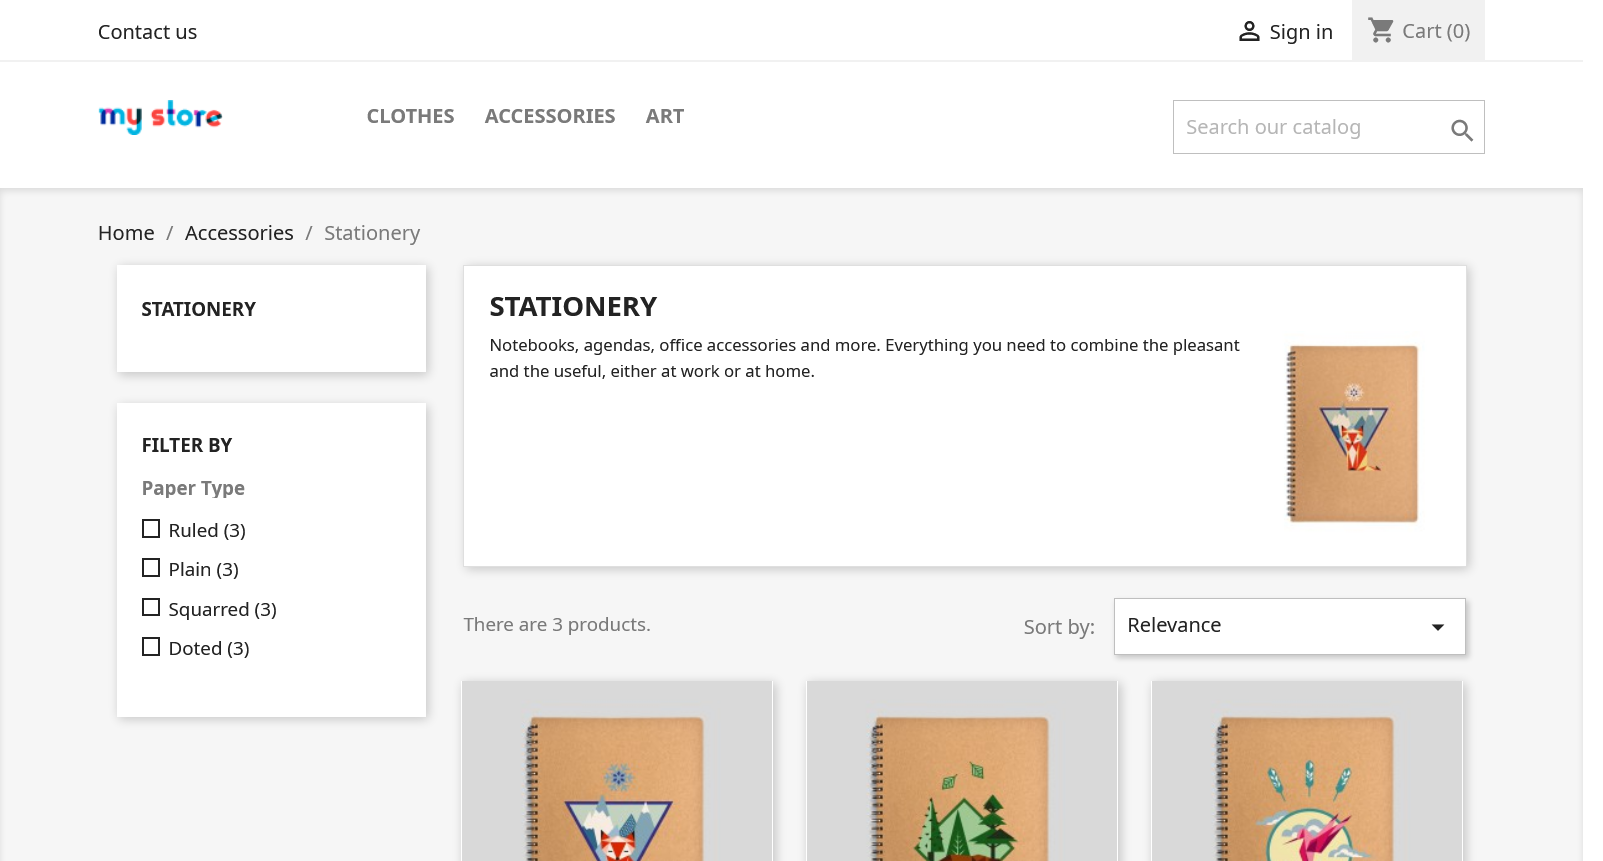 Contact us
Sign in
Cart (0)
my store
CLOTHES
ACCESSORIES
ART
Search our catalog
Home / Accessories / Stationery
STATIONERY
FILTER BY
Paper Type
Ruled (3)
Plain (3)
Squarred (3)
Doted (3)
STATIONERY
Notebooks, agendas, office accessories and more. Everything you need to combine the pleasant
and the useful, either at work or at home.
There are 3 products.
Sort by:
Relevance